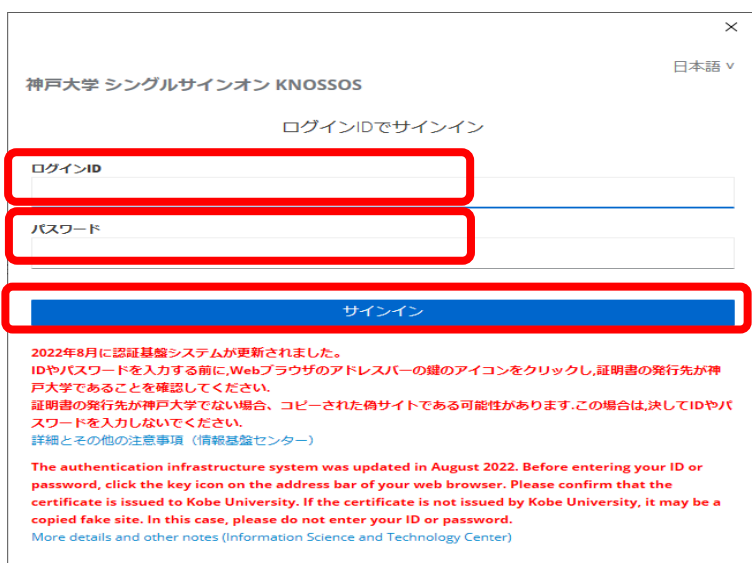 日本語
神戸大学 シングルサインオン KNOSSOS
ログインIDでサインイン
ログインID
パスワード
サインイン
2022年8月に認証基盤システムが更新されました。
IDやパスワードを入力する前に,Webブラウザのアドレスバーの鍵のアイコンをクリックし,証明書の発行先が神
戸大学であることを確認してください.
証明書の発行先が神戸大学でない場合、コピーされた偽サイトである可能性があります.この場合は,決してIDやパ
スワードを入力しないでください.
詳細とその他の注意事項（情報基盤センター）
The authentication infrastructure system was updated in August 2022. Before entering your ID or
password, click the key icon on the address bar of your web browser. Please confirm that the
certificate is issued to Kobe University. If the certificate is not issued by Kobe University, it may be a
copied fake site. In this case, please do not enter your ID or password.
More details and other notes (Information Science and Technology Center)